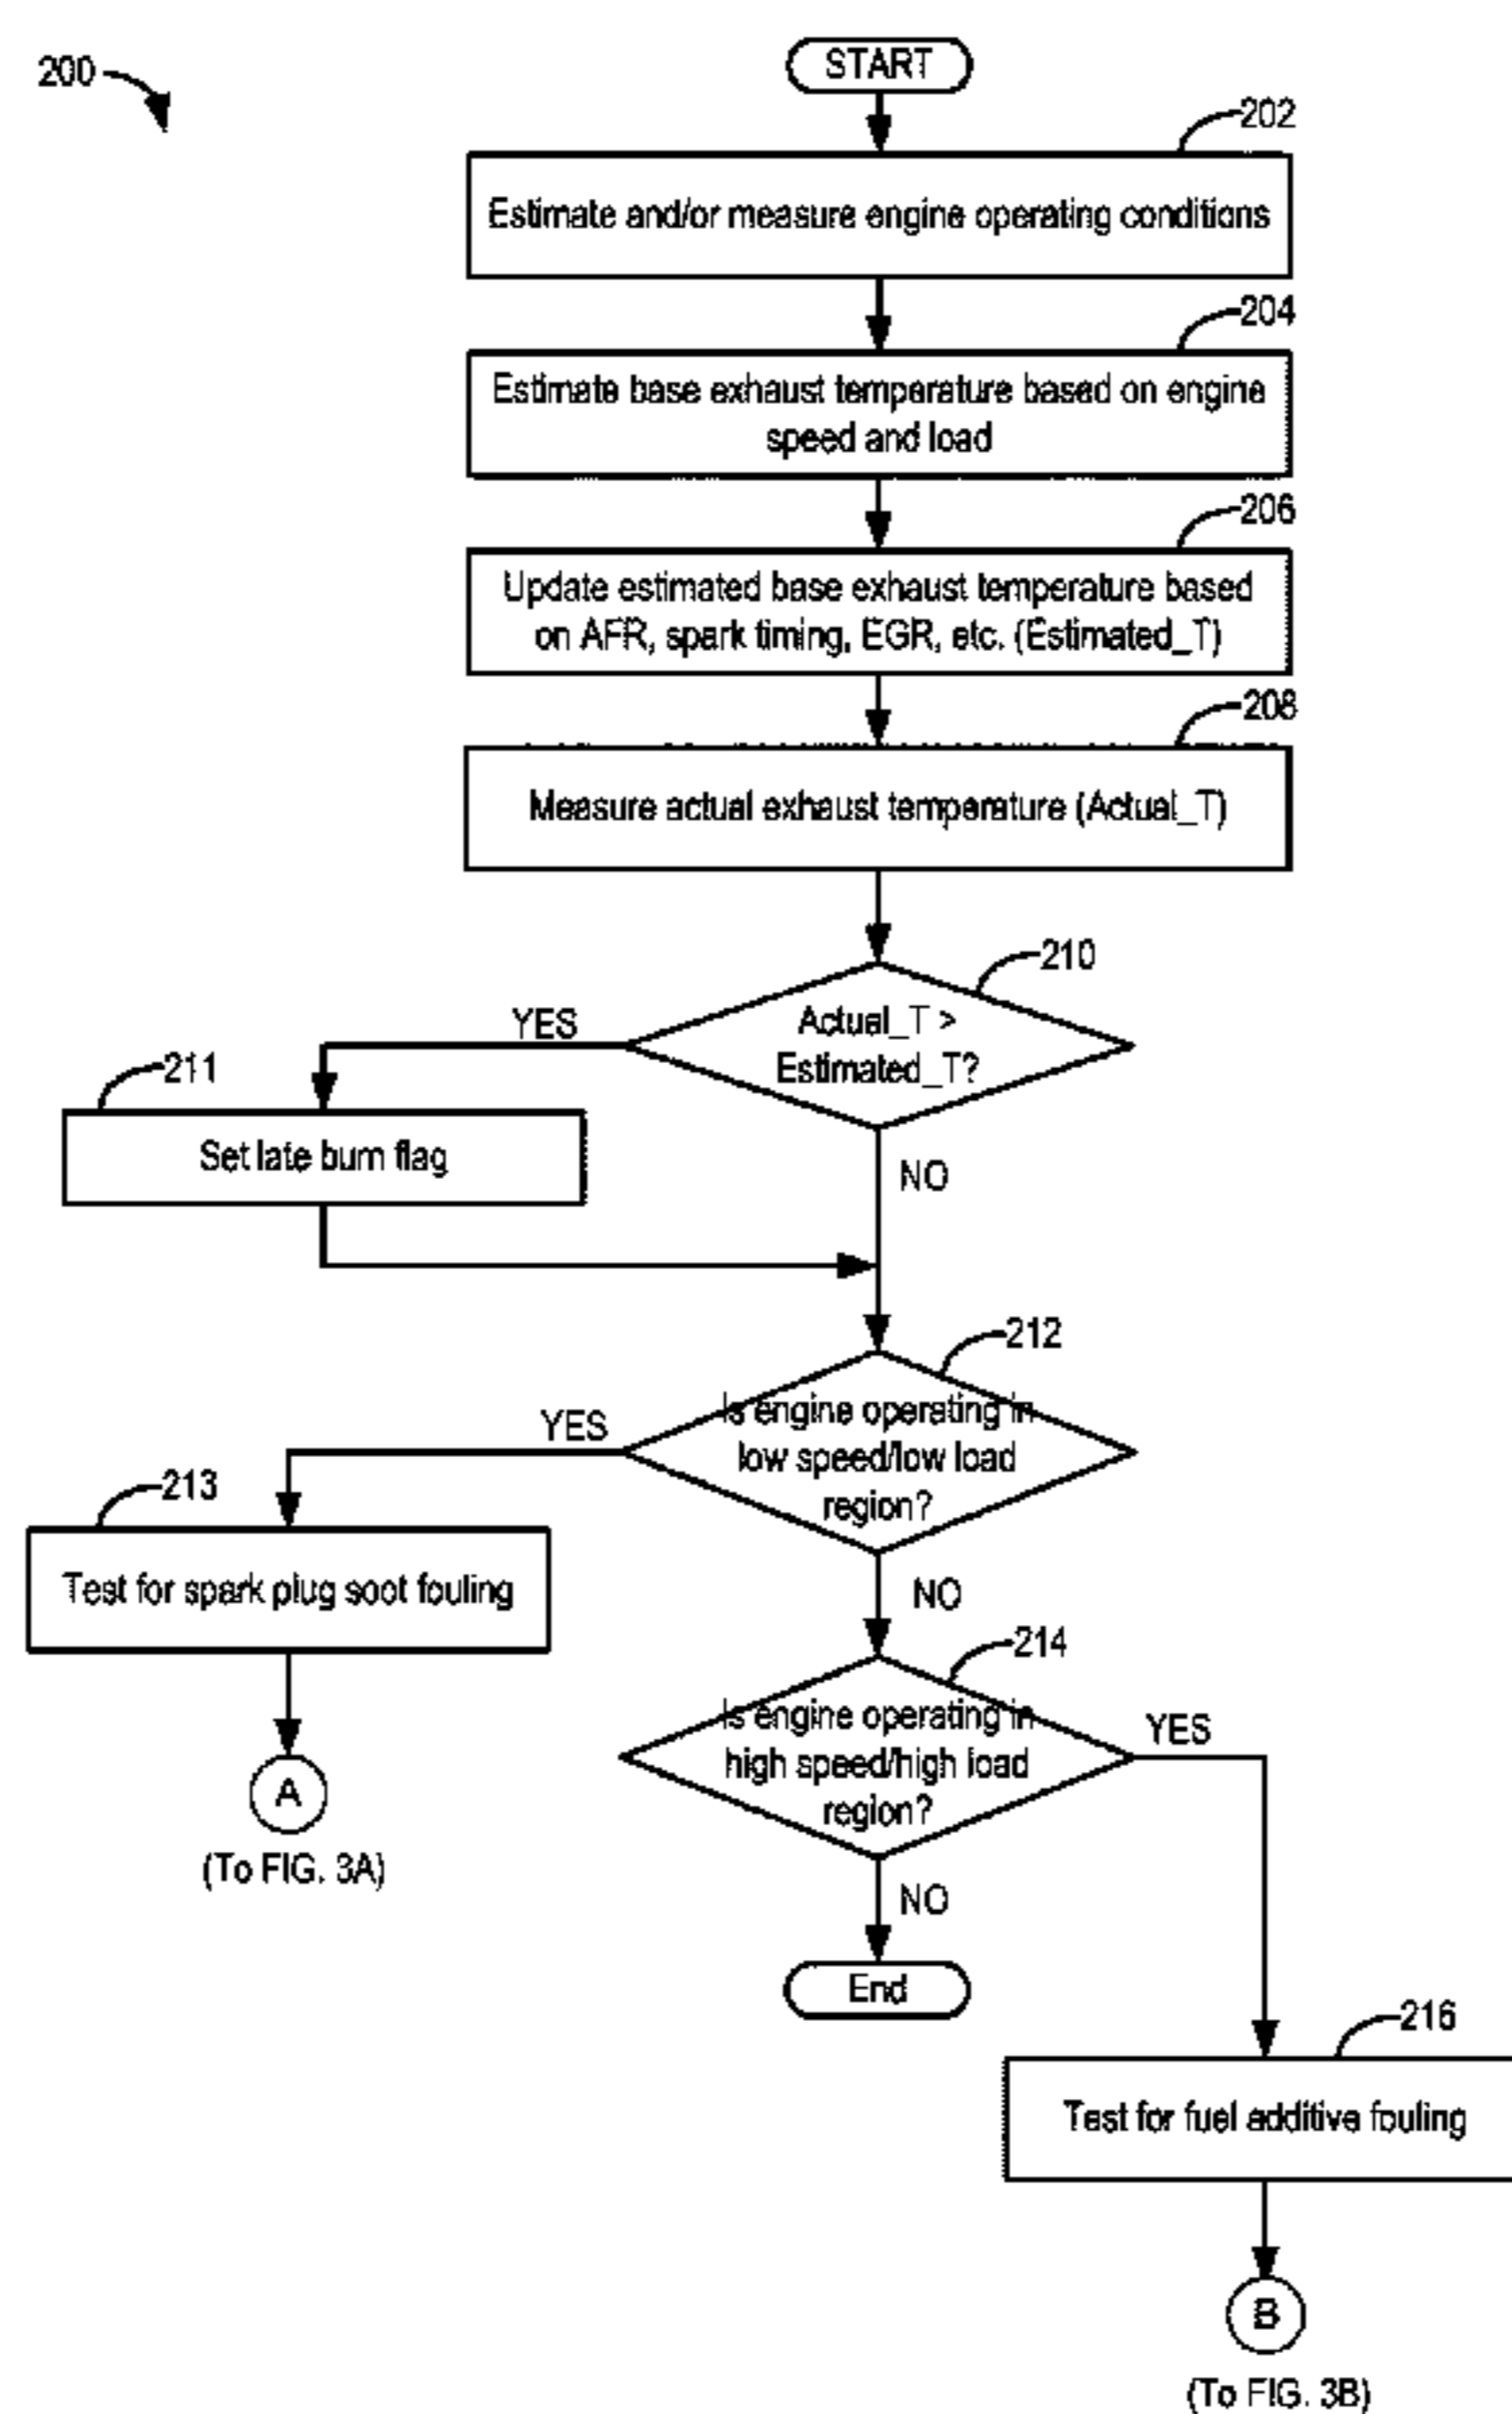 200
START
202
Estimate and/or measure engine operating conditions
204
Estimate base exhaust temperature based on engine
speed and load
206
Update estimated base exhaust temperature based
on AFR, spark timing, EGR, etc. (Estimated_T)
208
Measure actual exhaust temperature (Actual_T)
210
Actual_T >
Estimated_T?
YES
211
Set late burn flag
NO
212
Is engine operating in
low speed/low load
region?
YES
213
Test for spark plug soot fouling
A
(To FIG. 3A)
NO
214
Is engine operating in
high speed/high load
region?
YES
NO
End
216
Test for fuel additive fouling
B
(To FIG. 3B)